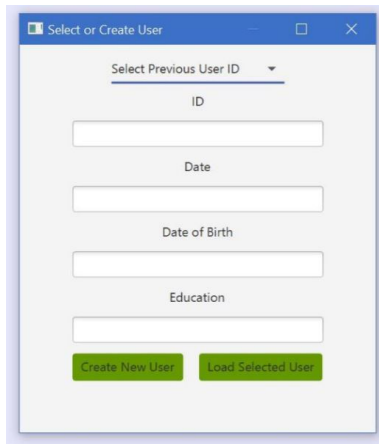 Select or Create User
Select Previous User ID
ID
Date
Date of Birth
Education
Create New User Load Selected User